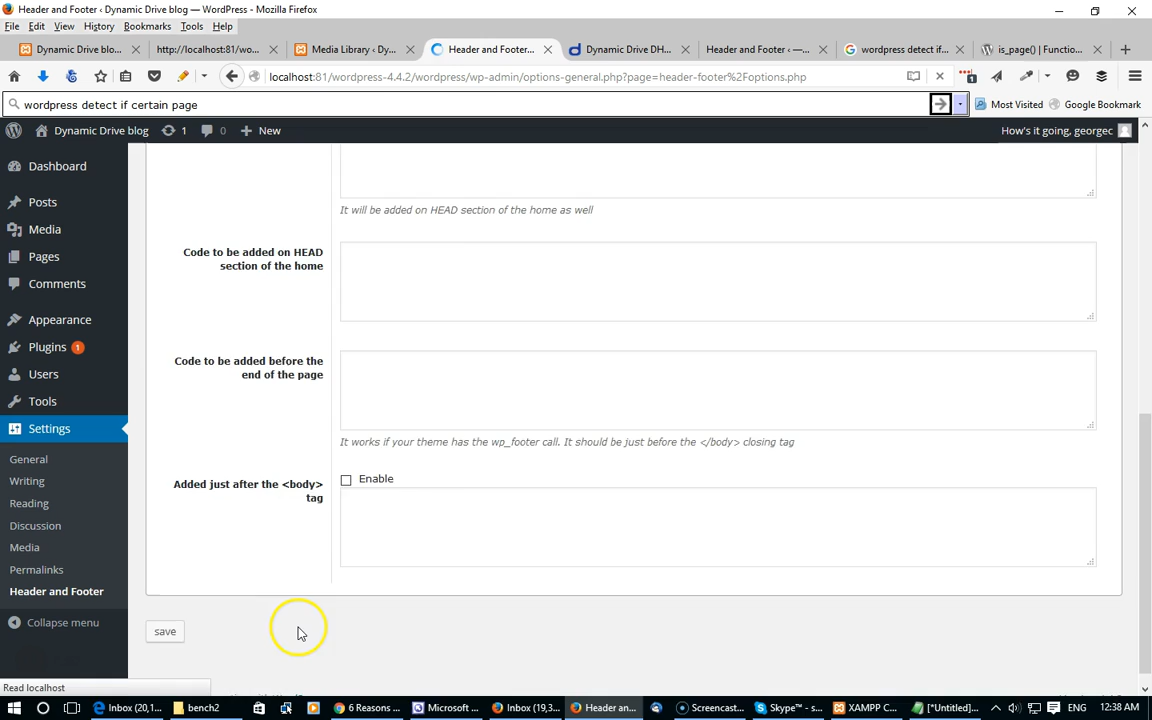 Header and Footer ‹ Dynamic Drive blog — WordPress - Mozilla Firefox
File Edit View History Bookmarks Tools Help
Dynamic Drive blo...
http://localhost:81/wo...
Media Library ‹ Dy...
Header and Footer...
Dynamic Drive DH...
Header and Footer ‹ —...
wordpress detect if...
is_page() | Functio...
localhost:81/wordpress-4.4.2/wordpress/wp-admin/options-general.php?page=header-footer%2Foptions.php
1
wordpress detect if certain page
Most Visited
Google Bookmark
Dynamic Drive blog
1
0
New
How's it going, georgec
Dashboard
Posts
Media
Pages
Comments
Appearance
Plugins 1
Users
Tools
Settings
General
Writing
Reading
Discussion
Media
Permalinks
Header and Footer
Collapse menu
It will be added on HEAD section of the home as well
Code to be added on HEAD
section of the home
Code to be added before the
end of the page
It works if your theme has the wp_footer call. It should be just before the </body> closing tag
Added just after the <body>
tag
Enable
save
Read localhost
Inbox (20,1...
bench2
6 Reasons ...
Microsoft ...
Inbox (19,3...
Header an...
Screencast...
Skype™ - s...
XAMPP C...
[*Untitled]...
ENG
12:38 AM